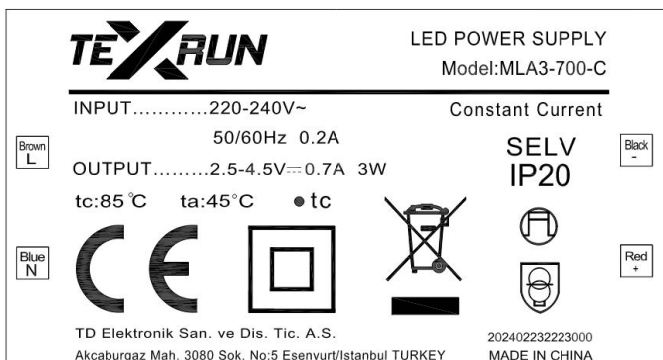 TEXRUN
LED POWER SUPPLY
Model:MLA3-700-C
INPUT............220-240V~
50/60Hz 0.2A
Constant Current
OUTPUT.........2.5-4.5V⎓0.7A 3W
SELV
IP20
tc:85℃ ta:45°C ●tc
Brown
L
Blue
N
Black
-
Red
+
CE
TD Elektronik San. ve Dis. Tic. A.S.
Akcaburgaz Mah. 3080 Sok. No:5 Esenyurt/Istanbul TURKEY
202402232223000
MADE IN CHINA